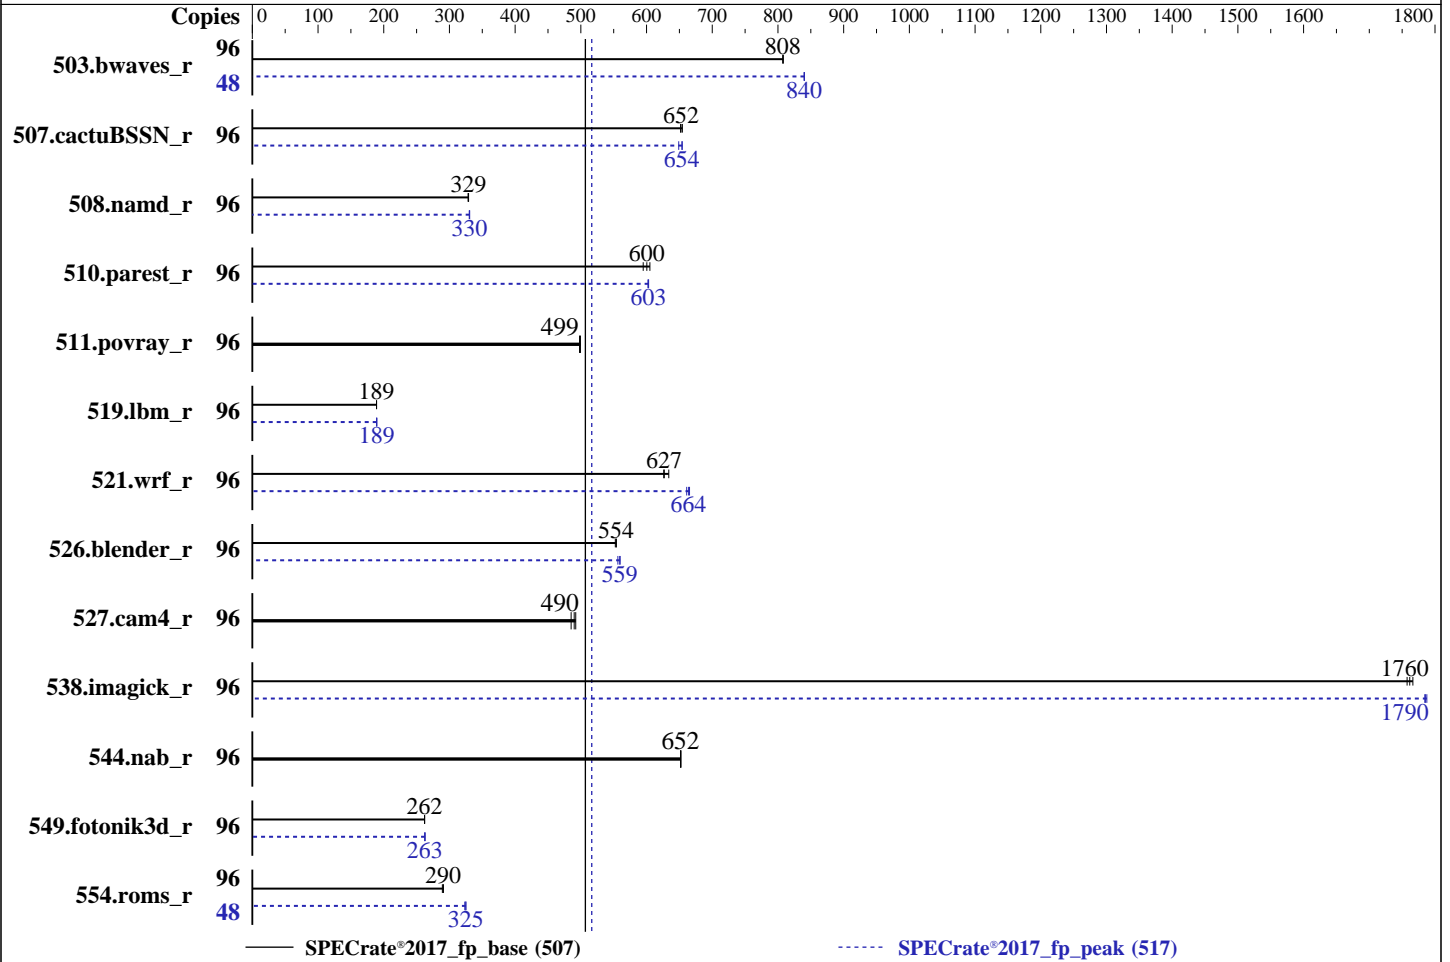 Copies 0 100 200 300 400 500 600 700 800 900 1000 1100 1200 1300 1400 1500 1600 1800
503.bwaves_r 96 808
48 840
507.cactuBSSN_r 96 652
654
508.namd_r 96 329
330
510.parest_r 96 600
603
511.povray_r 96 499
519.lbm_r 96 189
189
521.wrf_r 96 627
664
526.blender_r 96 554
559
527.cam4_r 96 490
538.imagick_r 96 1760
1790
544.nab_r 96 652
549.fotonik3d_r 96 262
263
554.roms_r 96 290
48 325
SPECrate®2017_fp_base (507) SPECrate®2017_fp_peak (517)